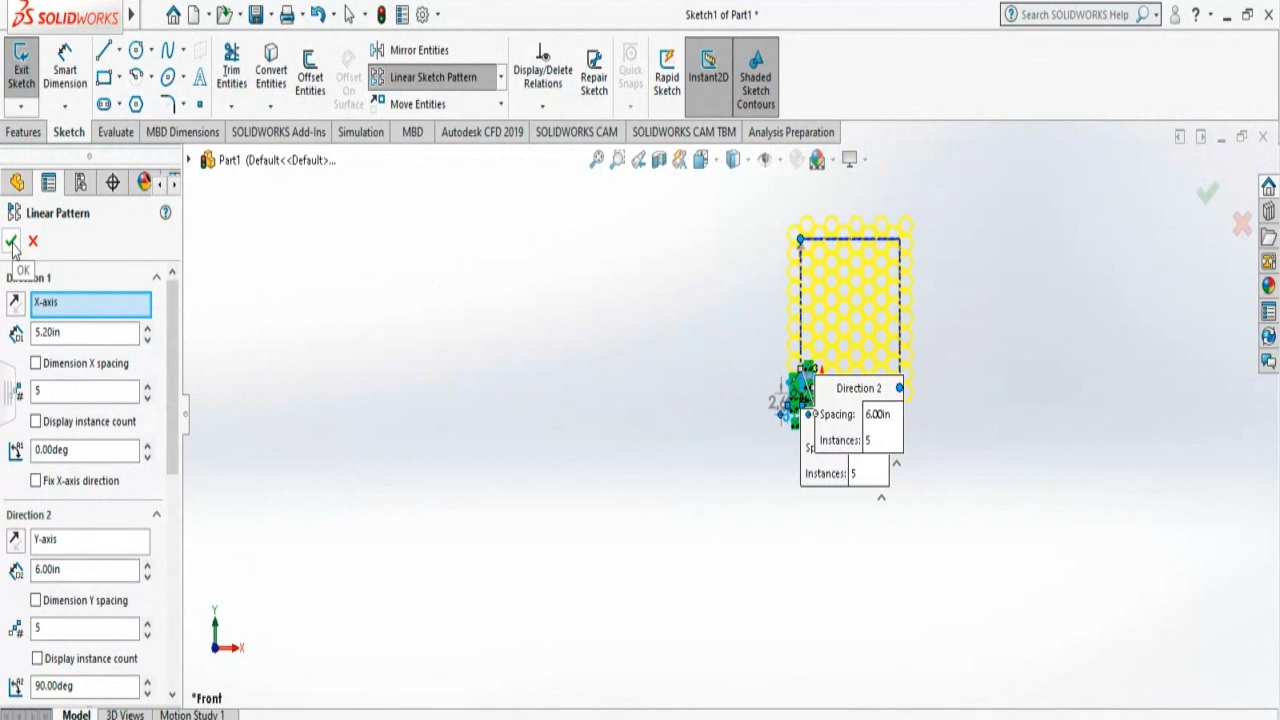 SOLIDWORKS
Sketch1 of Part1 *
Search SOLIDWORKS Help
Exit Sketch
Smart Dimension
Trim Entities
Convert Entities
Offset Entities
Offset On Surface
Mirror Entities
Linear Sketch Pattern
Move Entities
Display/Delete Relations
Repair Sketch
Quick Snaps
Rapid Sketch
Instant2D
Shaded Sketch Contours
Features
Sketch
Evaluate
MBD Dimensions
SOLIDWORKS Add-Ins
Simulation
MBD
Autodesk CFD 2019
SOLIDWORKS CAM
SOLIDWORKS CAM TBM
Analysis Preparation
Part1 (Default<<Default>...
Linear Pattern
OK
Direction 1
X-axis
5.20in
Dimension X spacing
5
Display instance count
0.00deg
Fix X-axis direction
Direction 2
Y-axis
6.00in
Dimension Y spacing
5
Display instance count
90.00deg
Direction 2
Spacing: 6.00in
Instances: 5
Instances: 5
Y
X
*Front
Model
3D Views
Motion Study 1